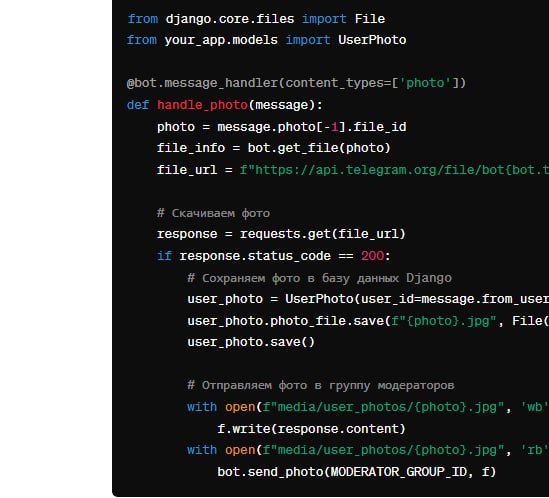 from django.core.files import File
from your_app.models import UserPhoto
@bot.message_handler(content_types=['photo'])
def handle_photo(message):
photo = message.photo[-1].file_id
file_info = bot.get_file(photo)
file_url = f"https://api.telegram.org/file/bot{bot.t
# Скачиваем фото
response = requests.get(file_url)
if response.status_code == 200:
# Сохраняем фото в базу данных Django
user_photo = UserPhoto(user_id=message.from_user
user_photo.photo_file.save(f"{photo}.jpg", File(
user_photo.save()
# Отправляем фото в группу модераторов
with open(f"media/user_photos/{photo}.jpg", 'wb'
f.write(response.content)
with open(f"media/user_photos/{photo}.jpg", 'rb'
bot.send_photo(MODERATOR_GROUP_ID, f)